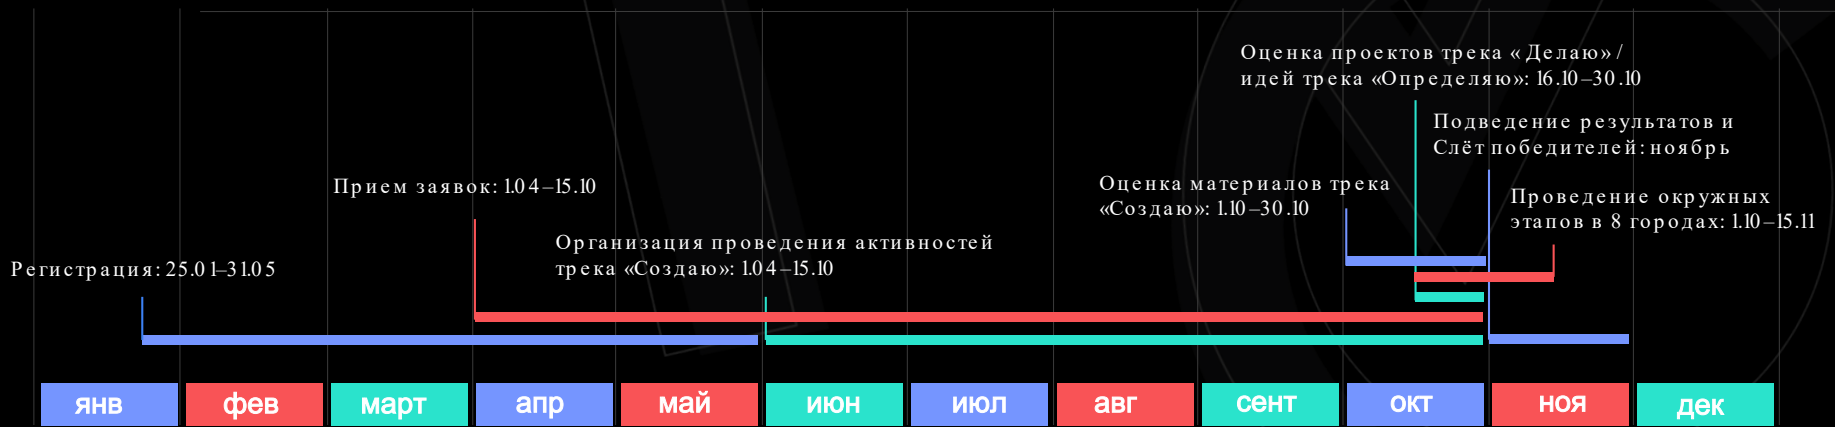 Оценка проектов трека «Делаю» /
идей трека «Определяю»: 16.10–30.10
Подведение результатов и
Слёт победителей: ноябрь
Прием заявок: 1.04–15.10
Оценка материалов трека
«Создаю»: 1.10–30.10
Проведение окружных
этапов в 8 городах: 1.10–15.11
Организация проведения активностей
трека «Создаю»: 1.04–15.10
Регистрация: 25.01–31.05
янв
фев
март
апр
май
июн
июл
авг
сент
окт
ноя
дек